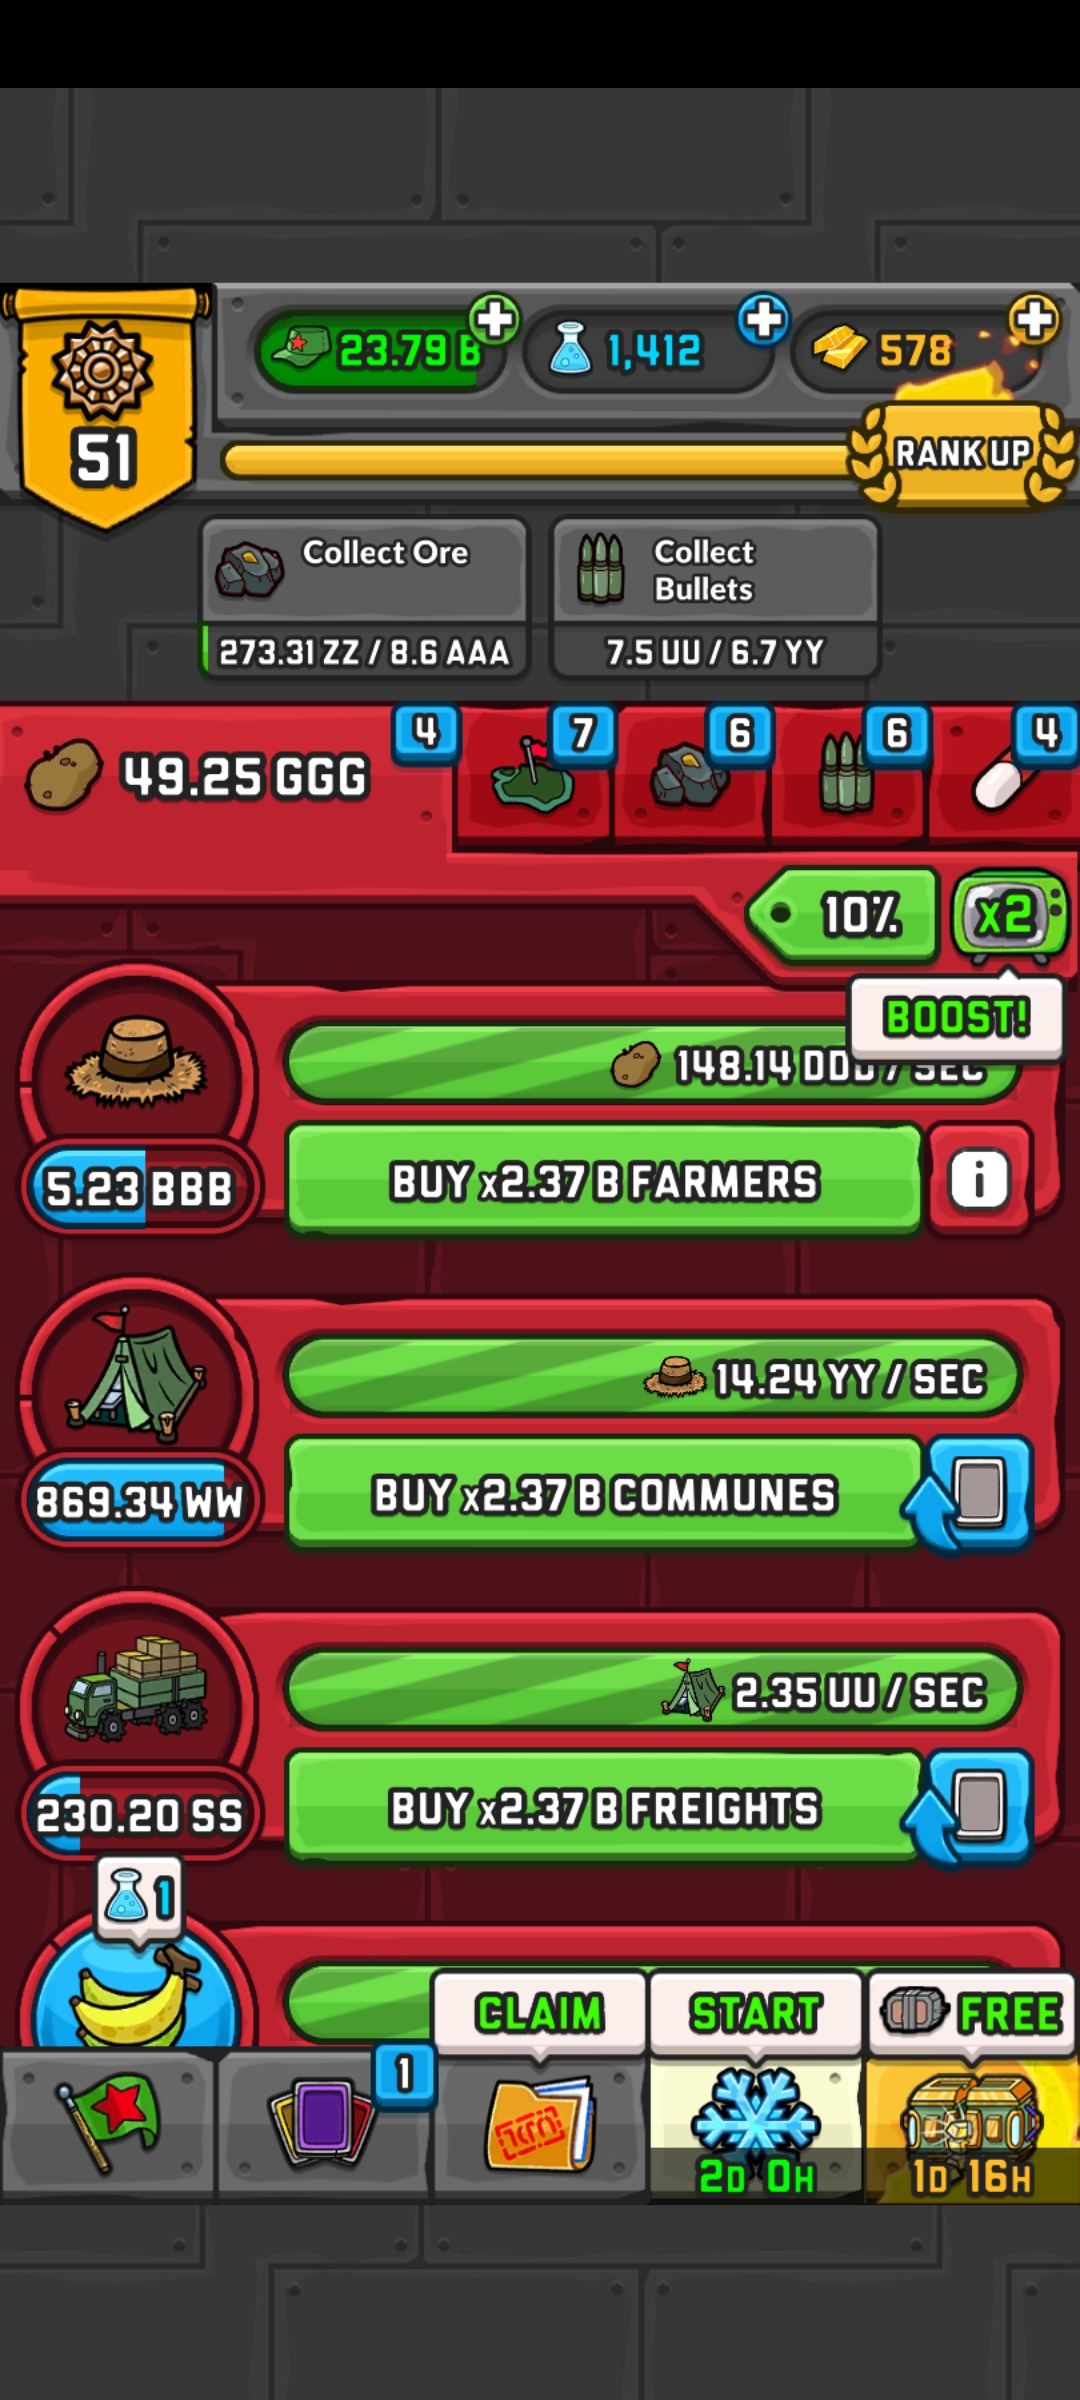 23.79 B
1,412
578
51
RANK UP
Collect Ore
273.31 ZZ / 8.6 AAA
Collect
Bullets
7.5 UU / 6.7 YY
49.25 GGG
4
7
6
6
4
10%
x2
BOOST!
148.14 DDD / SEC
5.23 BBB
BUY x2.37 B FARMERS
i
14.24 YY / SEC
869.34 WW
BUY x2.37 B COMMUNES
2.35 UU / SEC
230.20 SS
BUY x2.37 B FREIGHTS
1
CLAIM
START
FREE
1
2D 0H
1D 16H